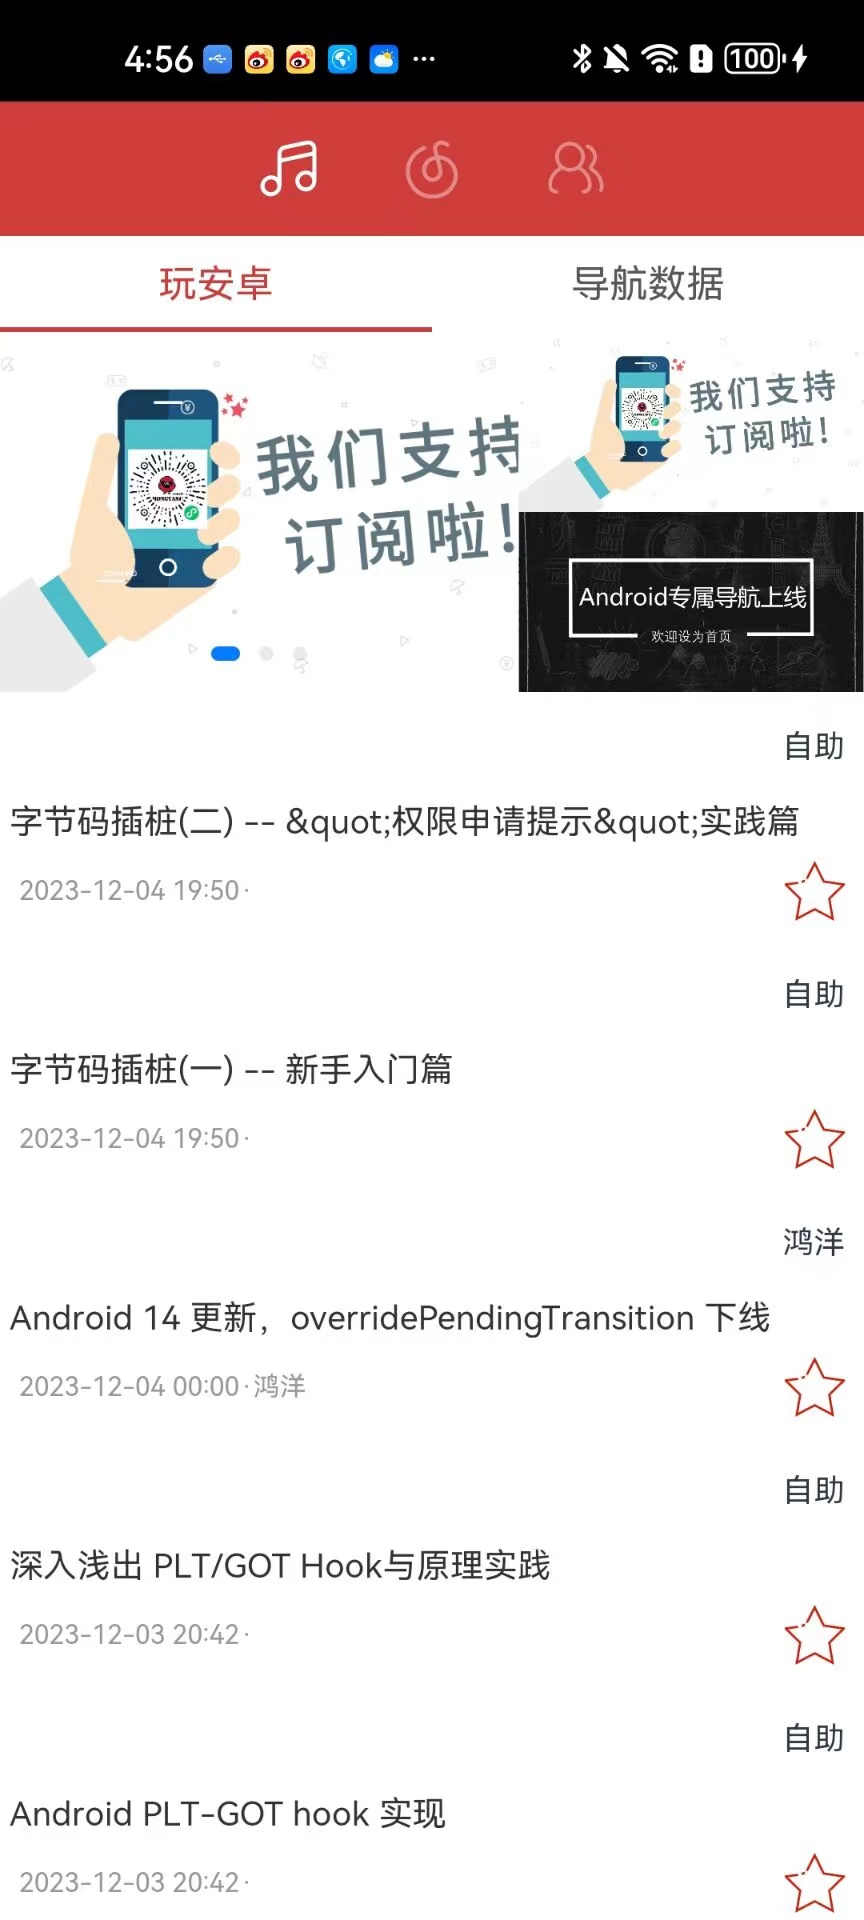 4:56
100
玩安卓
导航数据
我们支持
订阅啦!
我们支持
订阅啦!
Android专属导航上线
欢迎设为首页
自助
字节码插桩(二) -- &quot;权限申请提示&quot;实践篇
2023-12-04 19:50·
自助
字节码插桩(一) -- 新手入门篇
2023-12-04 19:50·
鸿洋
Android 14 更新，overridePendingTransition 下线
2023-12-04 00:00·鸿洋
自助
深入浅出 PLT/GOT Hook与原理实践
2023-12-03 20:42·
自助
Android PLT-GOT hook 实现
2023-12-03 20:42·